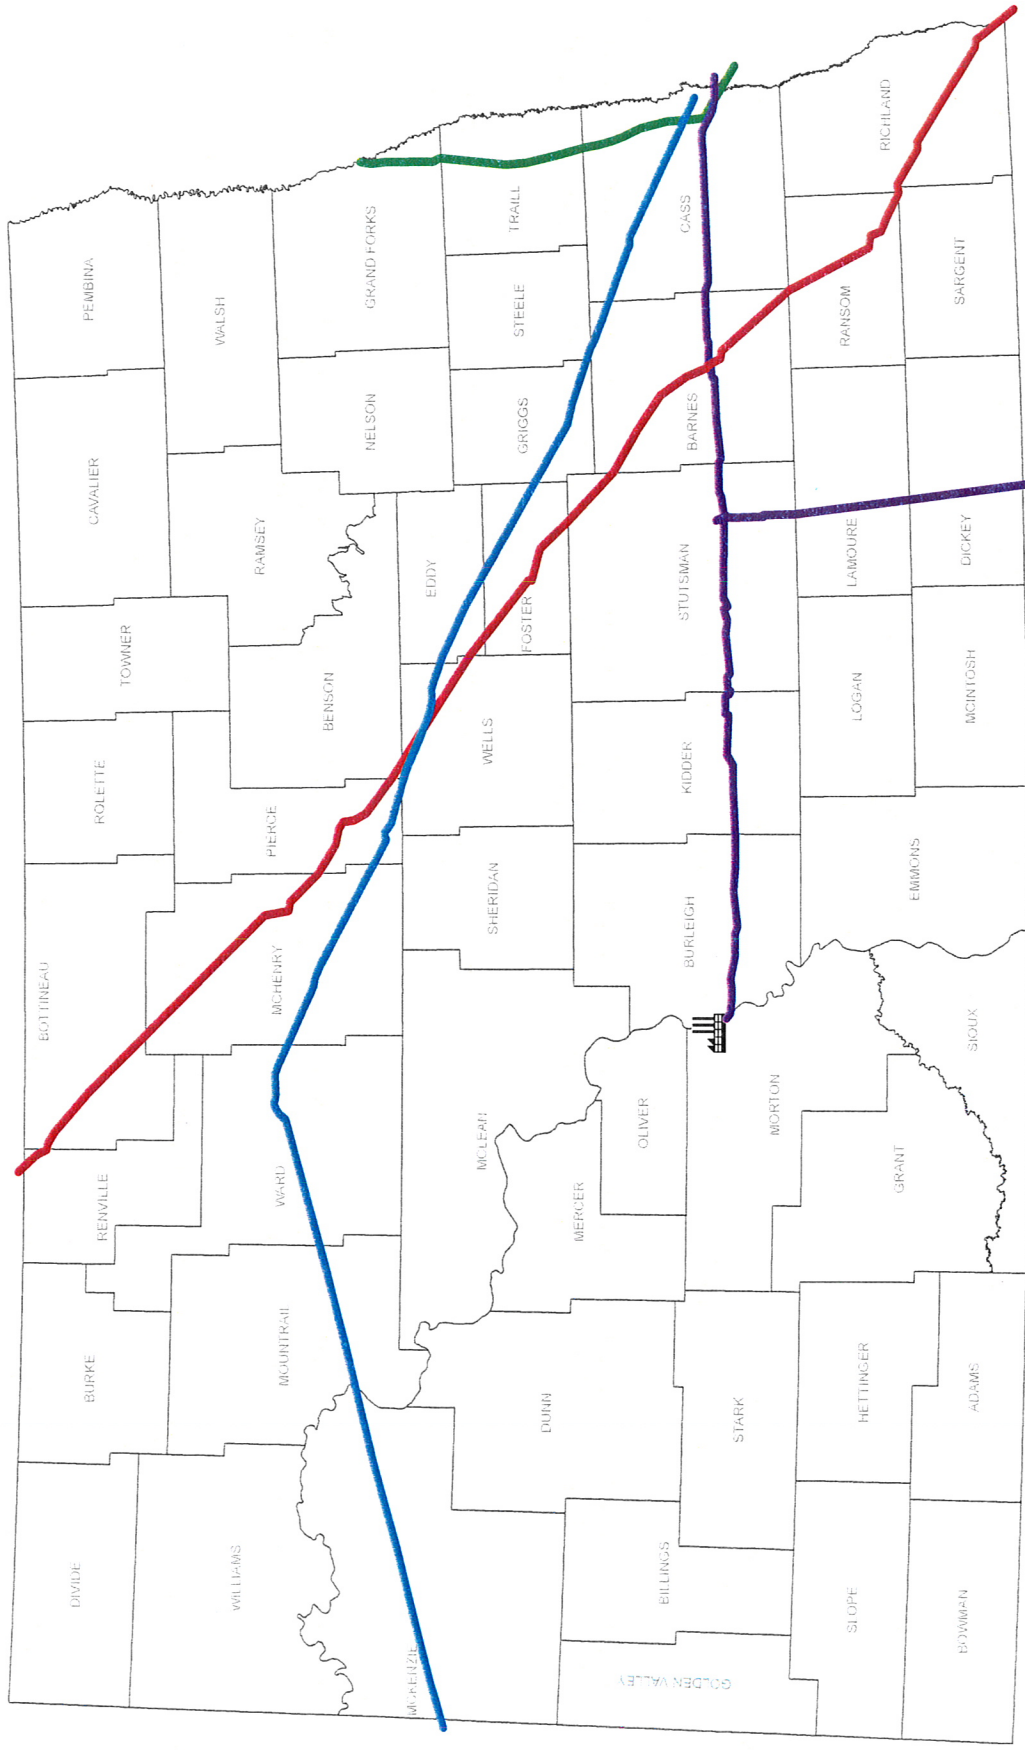 DIVIDE
BURKE
RENVILLE
BOTTINEAU
ROLETTE
TOWNER
CAVALIER
PEMBINA
WILLIAMS
MOUNTRAIL
WARD
MCHENRY
PIERCE
BENSON
RAMSEY
WALSH
NELSON
GRAND FORKS
MCKENZIE
DUNN
MERCER
MCLEAN
SHERIDAN
WELLS
EDDY
FOSTER
GRIGGS
STEELE
TRAILL
GOLDEN VALLEY
BILLINGS
STARK
OLIVER
MORTON
BURLEIGH
KIDDER
STUTSMAN
BARNES
CASS
SLOPE
HETTINGER
GRANT
EMMONS
LOGAN
LAMOURE
RANSOM
RICHLAND
BOWMAN
ADAMS
SIOUX
MCINTOSH
DICKEY
SARGENT